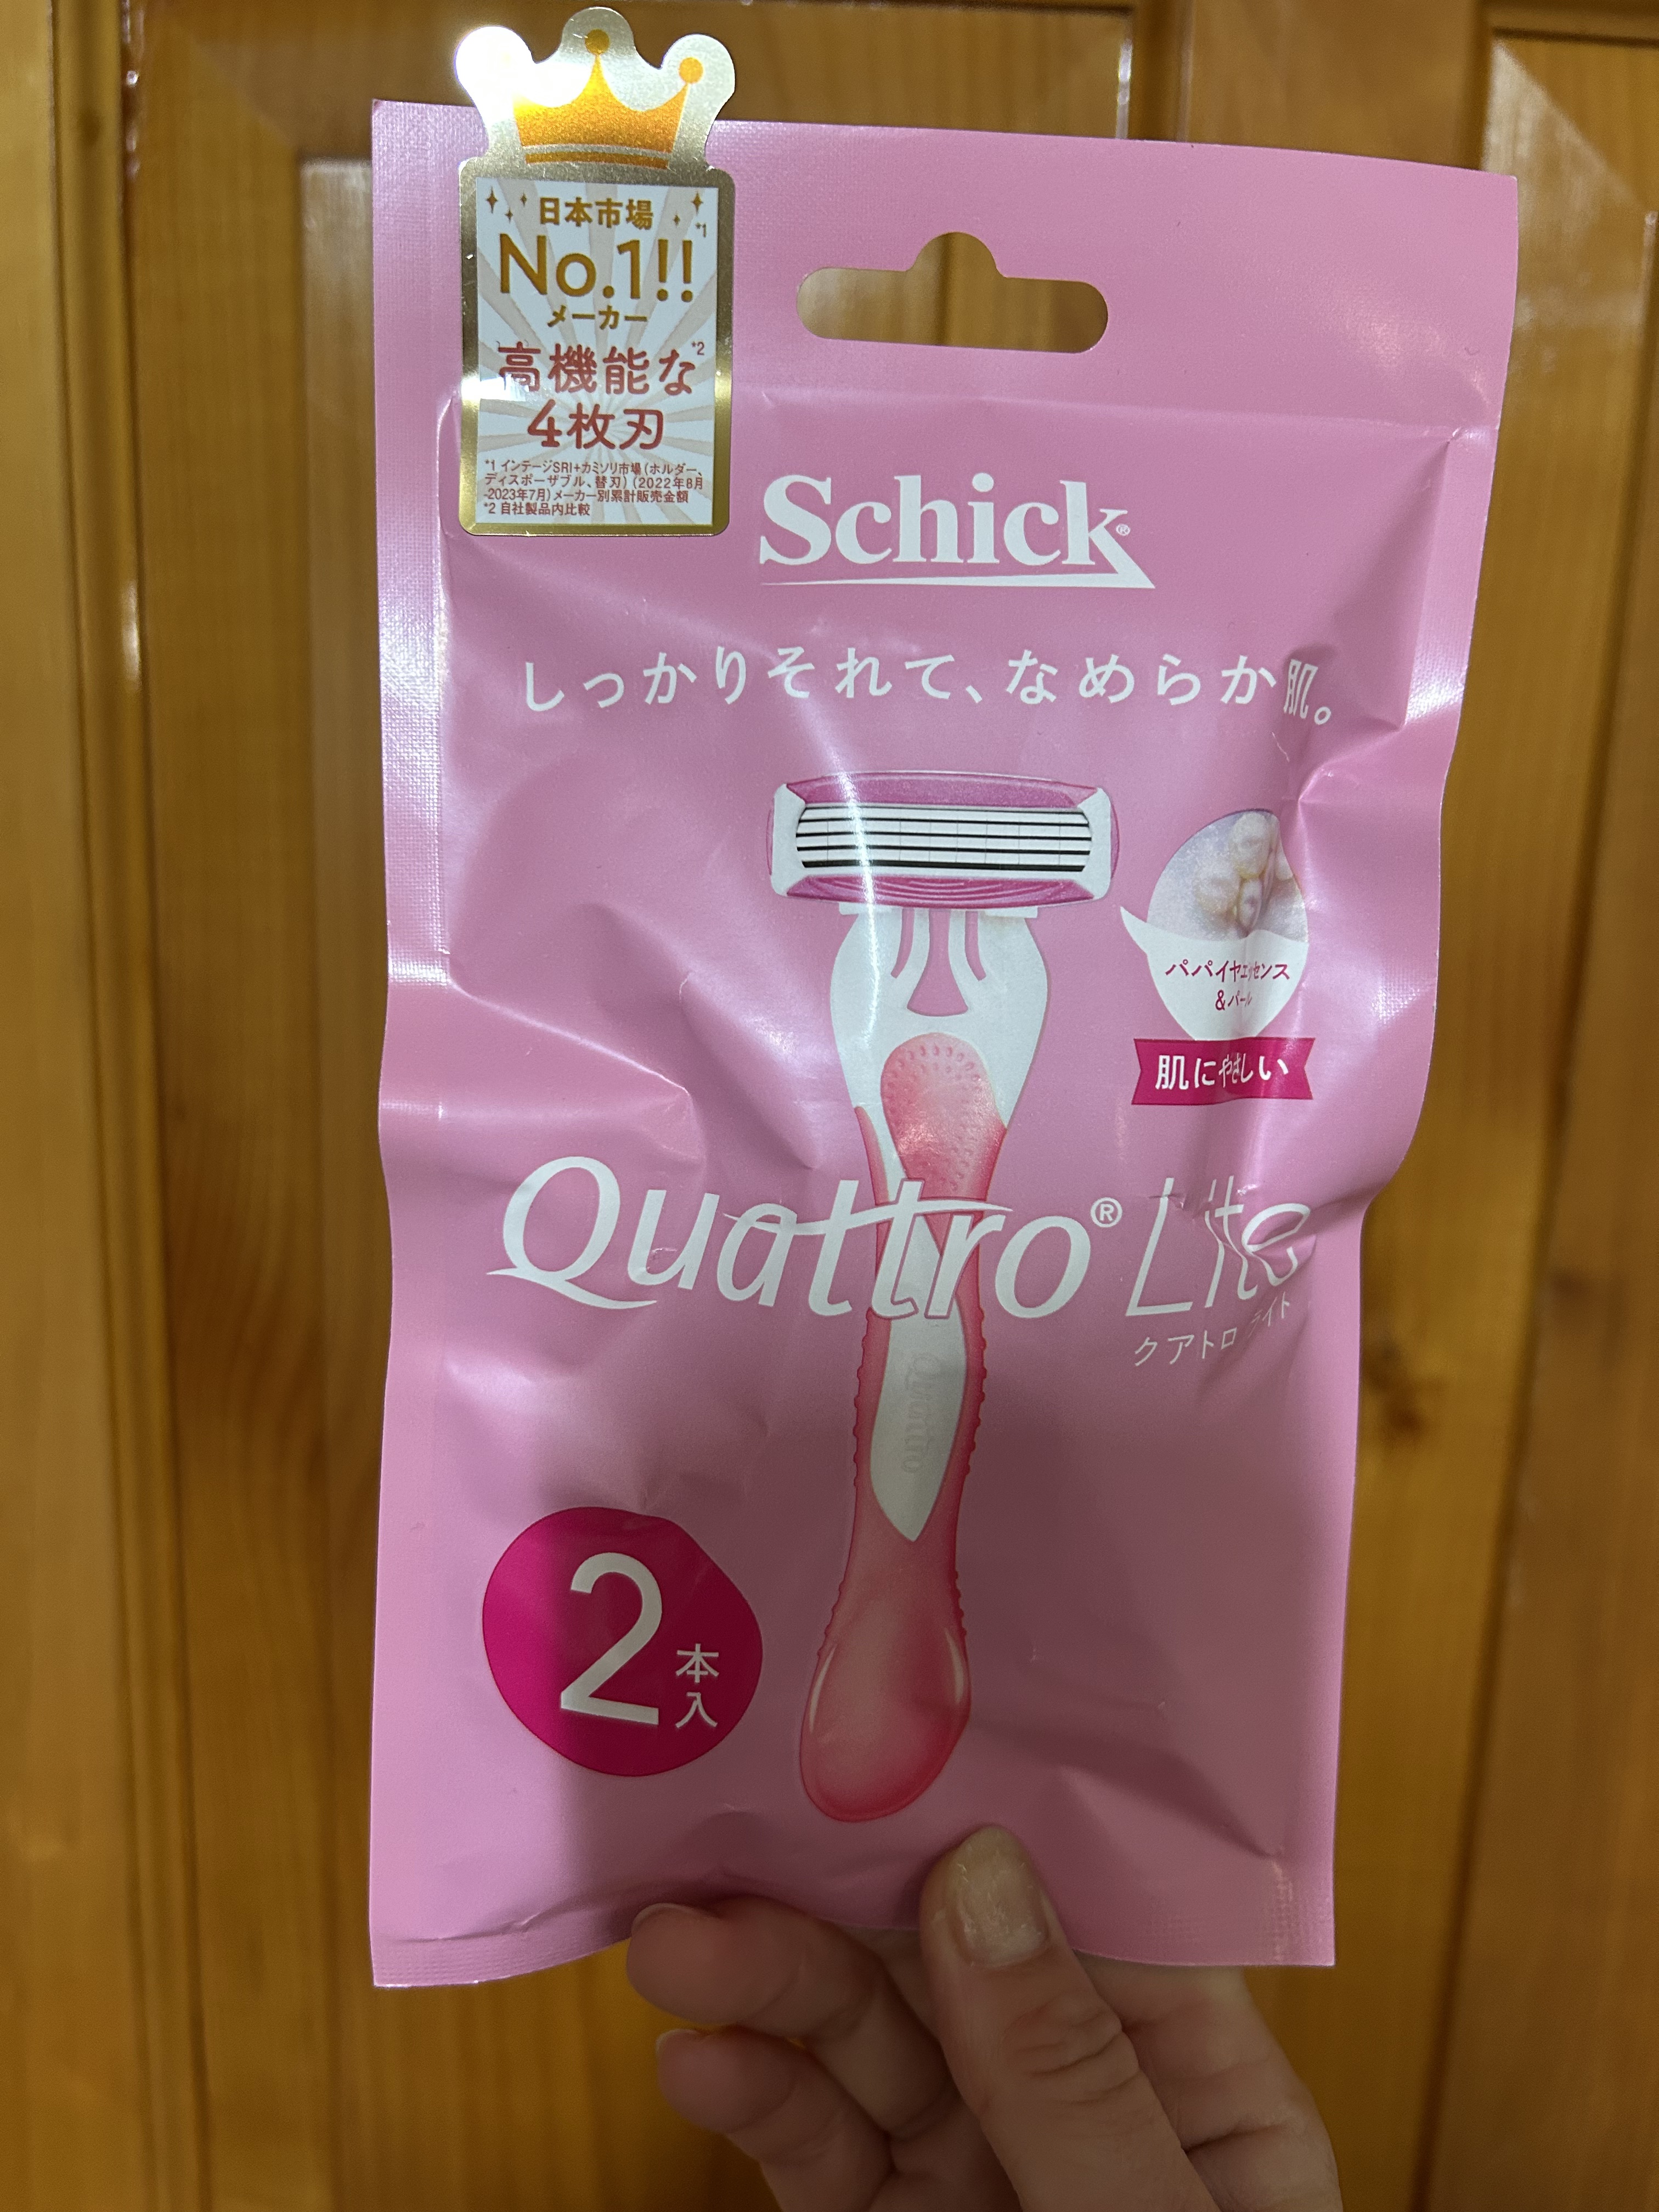 日本市場
No.1!! *1
メーカー
高機能な *2
4枚刃
*1 インテージSRI+カミソリ市場(ホルダー、
ディスポーザブル、替刃)(2022年8月
-2023年7月)メーカー別累計販売金額
*2 自社製品内比較
Schick®
しっかりそれて、なめらか肌。
パパイヤエッセンス
&パール
肌にやさしい
Quattro® Lite
クアトロ ライト
Quattro
2本入